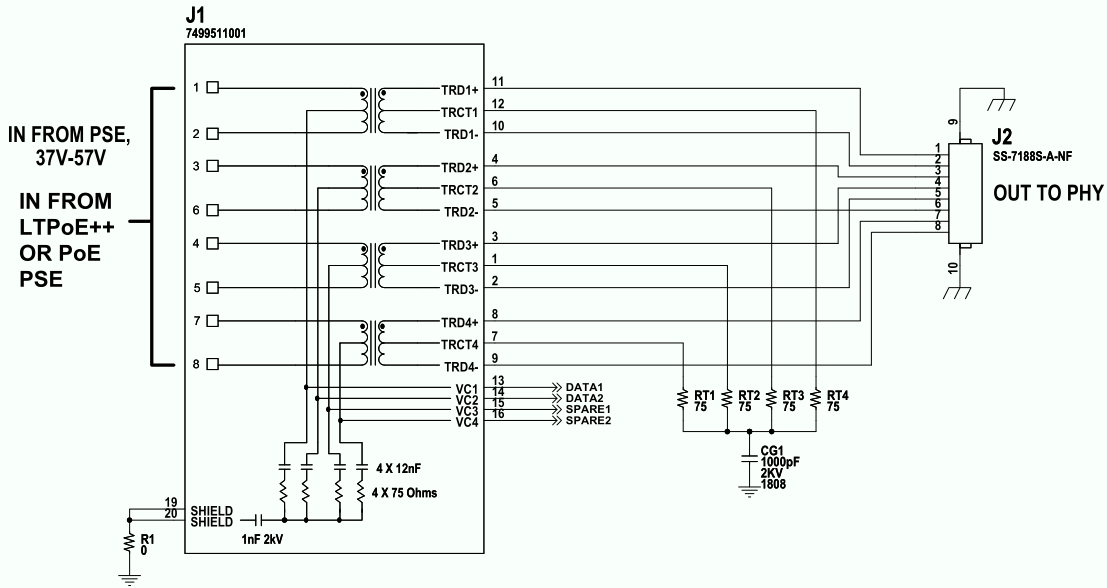 J1
7499511001
1
2
3
6
4
5
7
8
IN FROM PSE,
37V-57V
IN FROM
LTPoE++
OR PoE
PSE
TRD1+ 11
TRCT1 12
TRD1- 10
TRD2+ 4
TRCT2 6
TRD2- 5
TRD3+ 3
TRCT3 1
TRD3- 2
TRD4+ 8
TRCT4 7
TRD4- 9
VC1 13 DATA1
VC2 14 DATA2
VC3 15 SPARE1
VC4 16 SPARE2
4 X 12nF
4 X 75 Ohms
19 SHIELD
20 SHIELD
1nF 2kV
R1
0
RT1
75
RT2
75
RT3
75
RT4
75
CG1
1000pF
2KV
1808
9
1
2
3
4
5
6
7
8
10
J2
SS-7188S-A-NF
OUT TO PHY